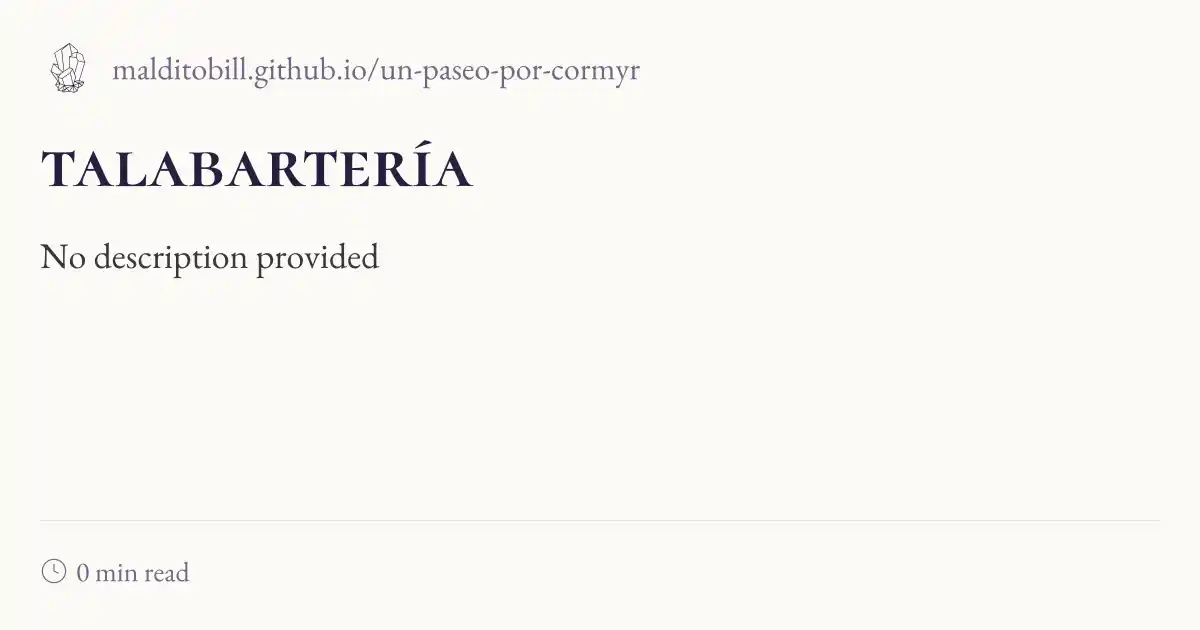 malditobill.github.io/un-paseo-por-cormyr
TALABARTERÍA
No description provided
0 min read